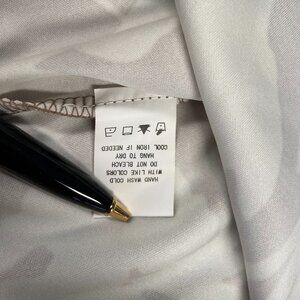 HAND WASH COLD
WITH LIKE COLORS
DO NOT BLEACH
HANG TO DRY
COOL IRON IF NEEDED